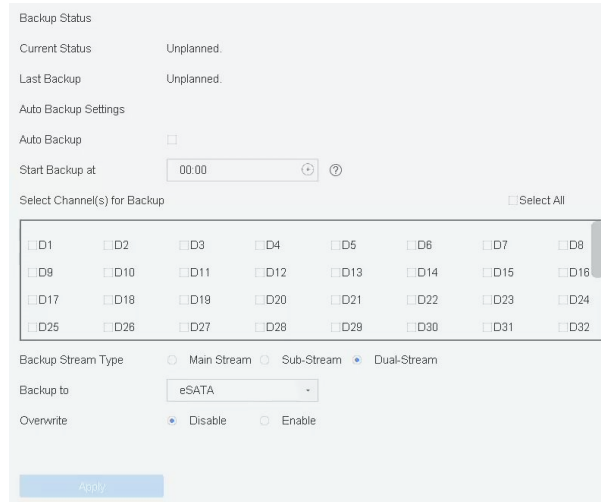 Backup Status
Current Status Unplanned.
Last Backup Unplanned.
Auto Backup Settings
Auto Backup
Start Backup at 00:00 ?
Select Channel(s) for Backup Select All
D1 D2 D3 D4 D5 D6 D7 D8
D9 D10 D11 D12 D13 D14 D15 D16
D17 D18 D19 D20 D21 D22 D23 D24
D25 D26 D27 D28 D29 D30 D31 D32
Backup Stream Type Main Stream Sub-Stream Dual-Stream
Backup to eSATA
Overwrite Disable Enable
Apply